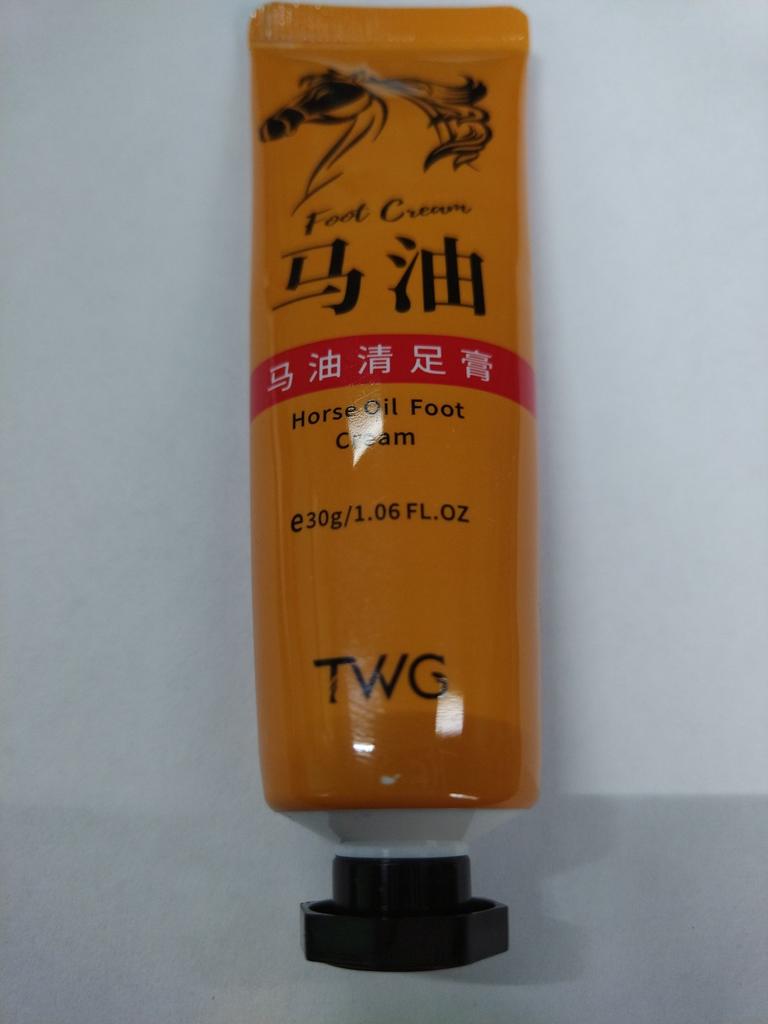 Foot Cream
马油
马油清足膏
Horse Oil Foot
Cream
e30g/1.06 FL.OZ
TWG